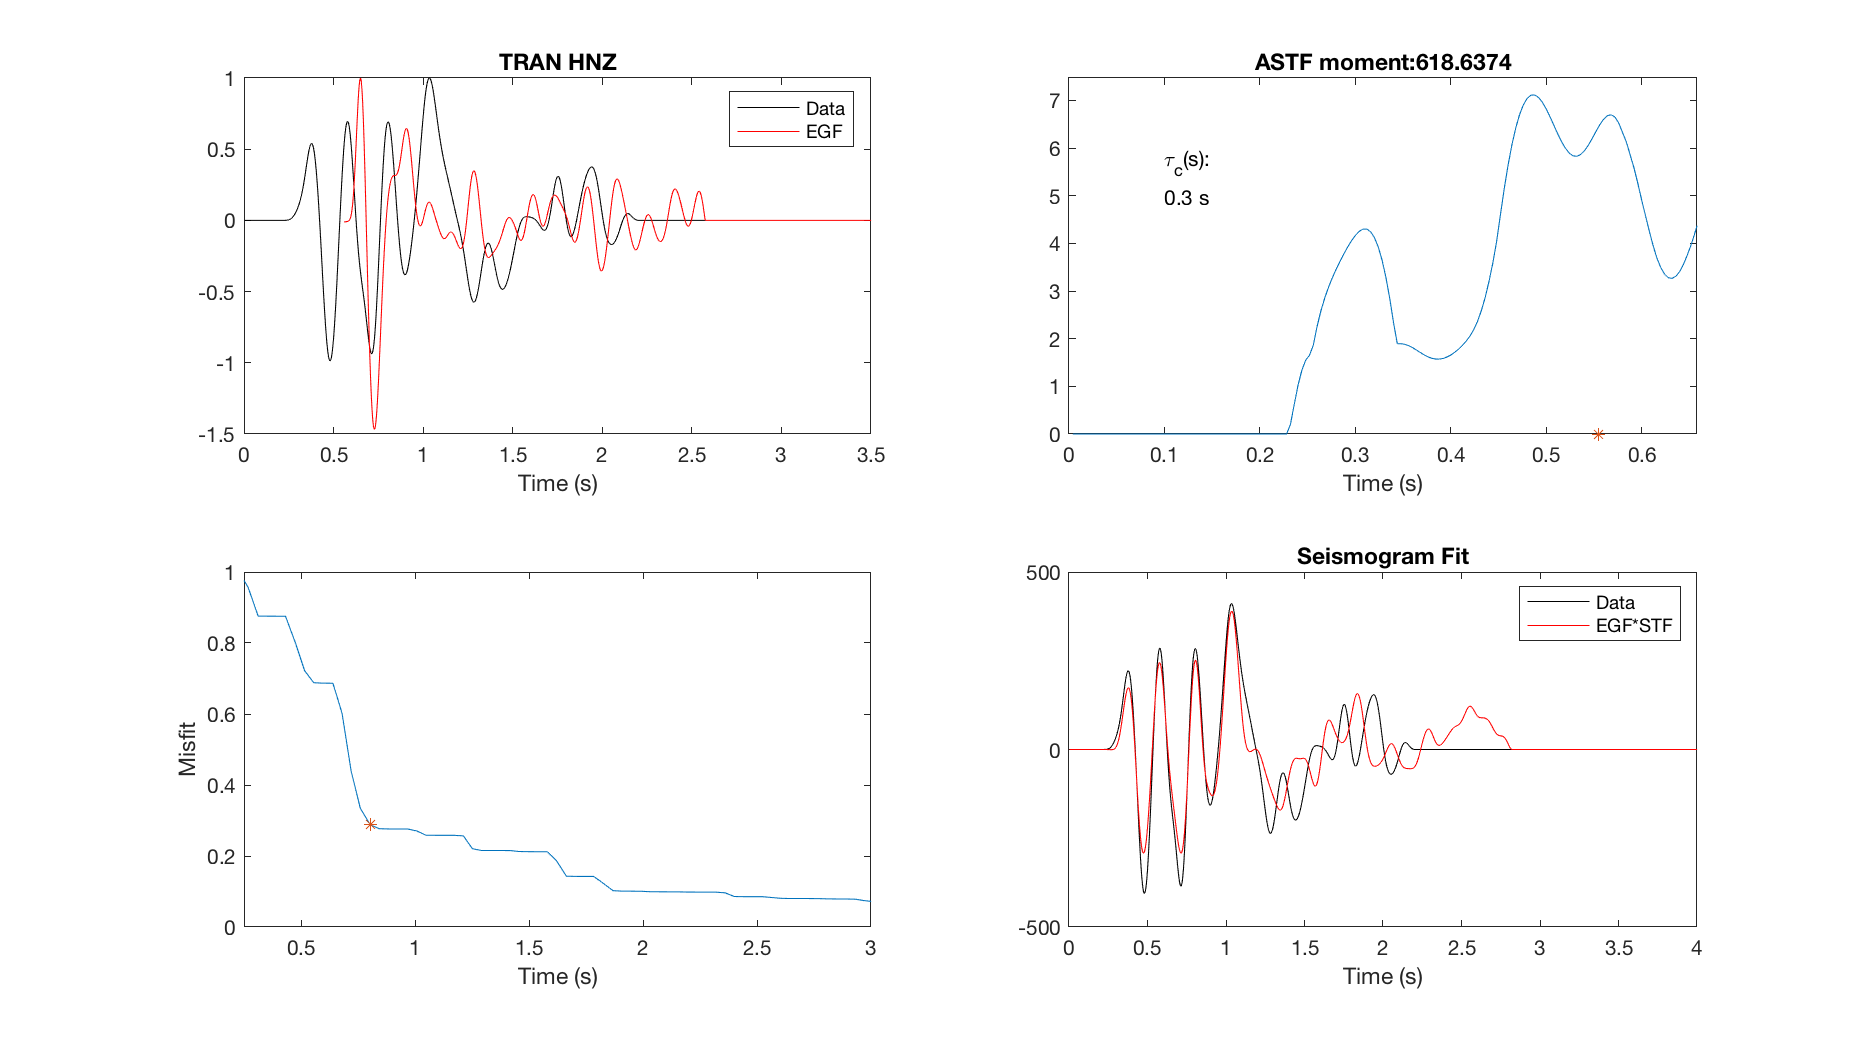 TRAN HNZ
1
0.5
0
-0.5
-1
-1.5
0 0.5 1 1.5 2 2.5 3 3.5
Time (s)
Data
EGF
ASTF moment:618.6374
7
6
5
4
3
2
1
0
0 0.1 0.2 0.3 0.4 0.5 0.6
Time (s)
τc(s):
0.3 s
Misfit
1
0.8
0.6
0.4
0.2
0
0.5 1 1.5 2 2.5 3
Time (s)
Seismogram Fit
500
0
-500
0 0.5 1 1.5 2 2.5 3 3.5 4
Time (s)
Data
EGF*STF